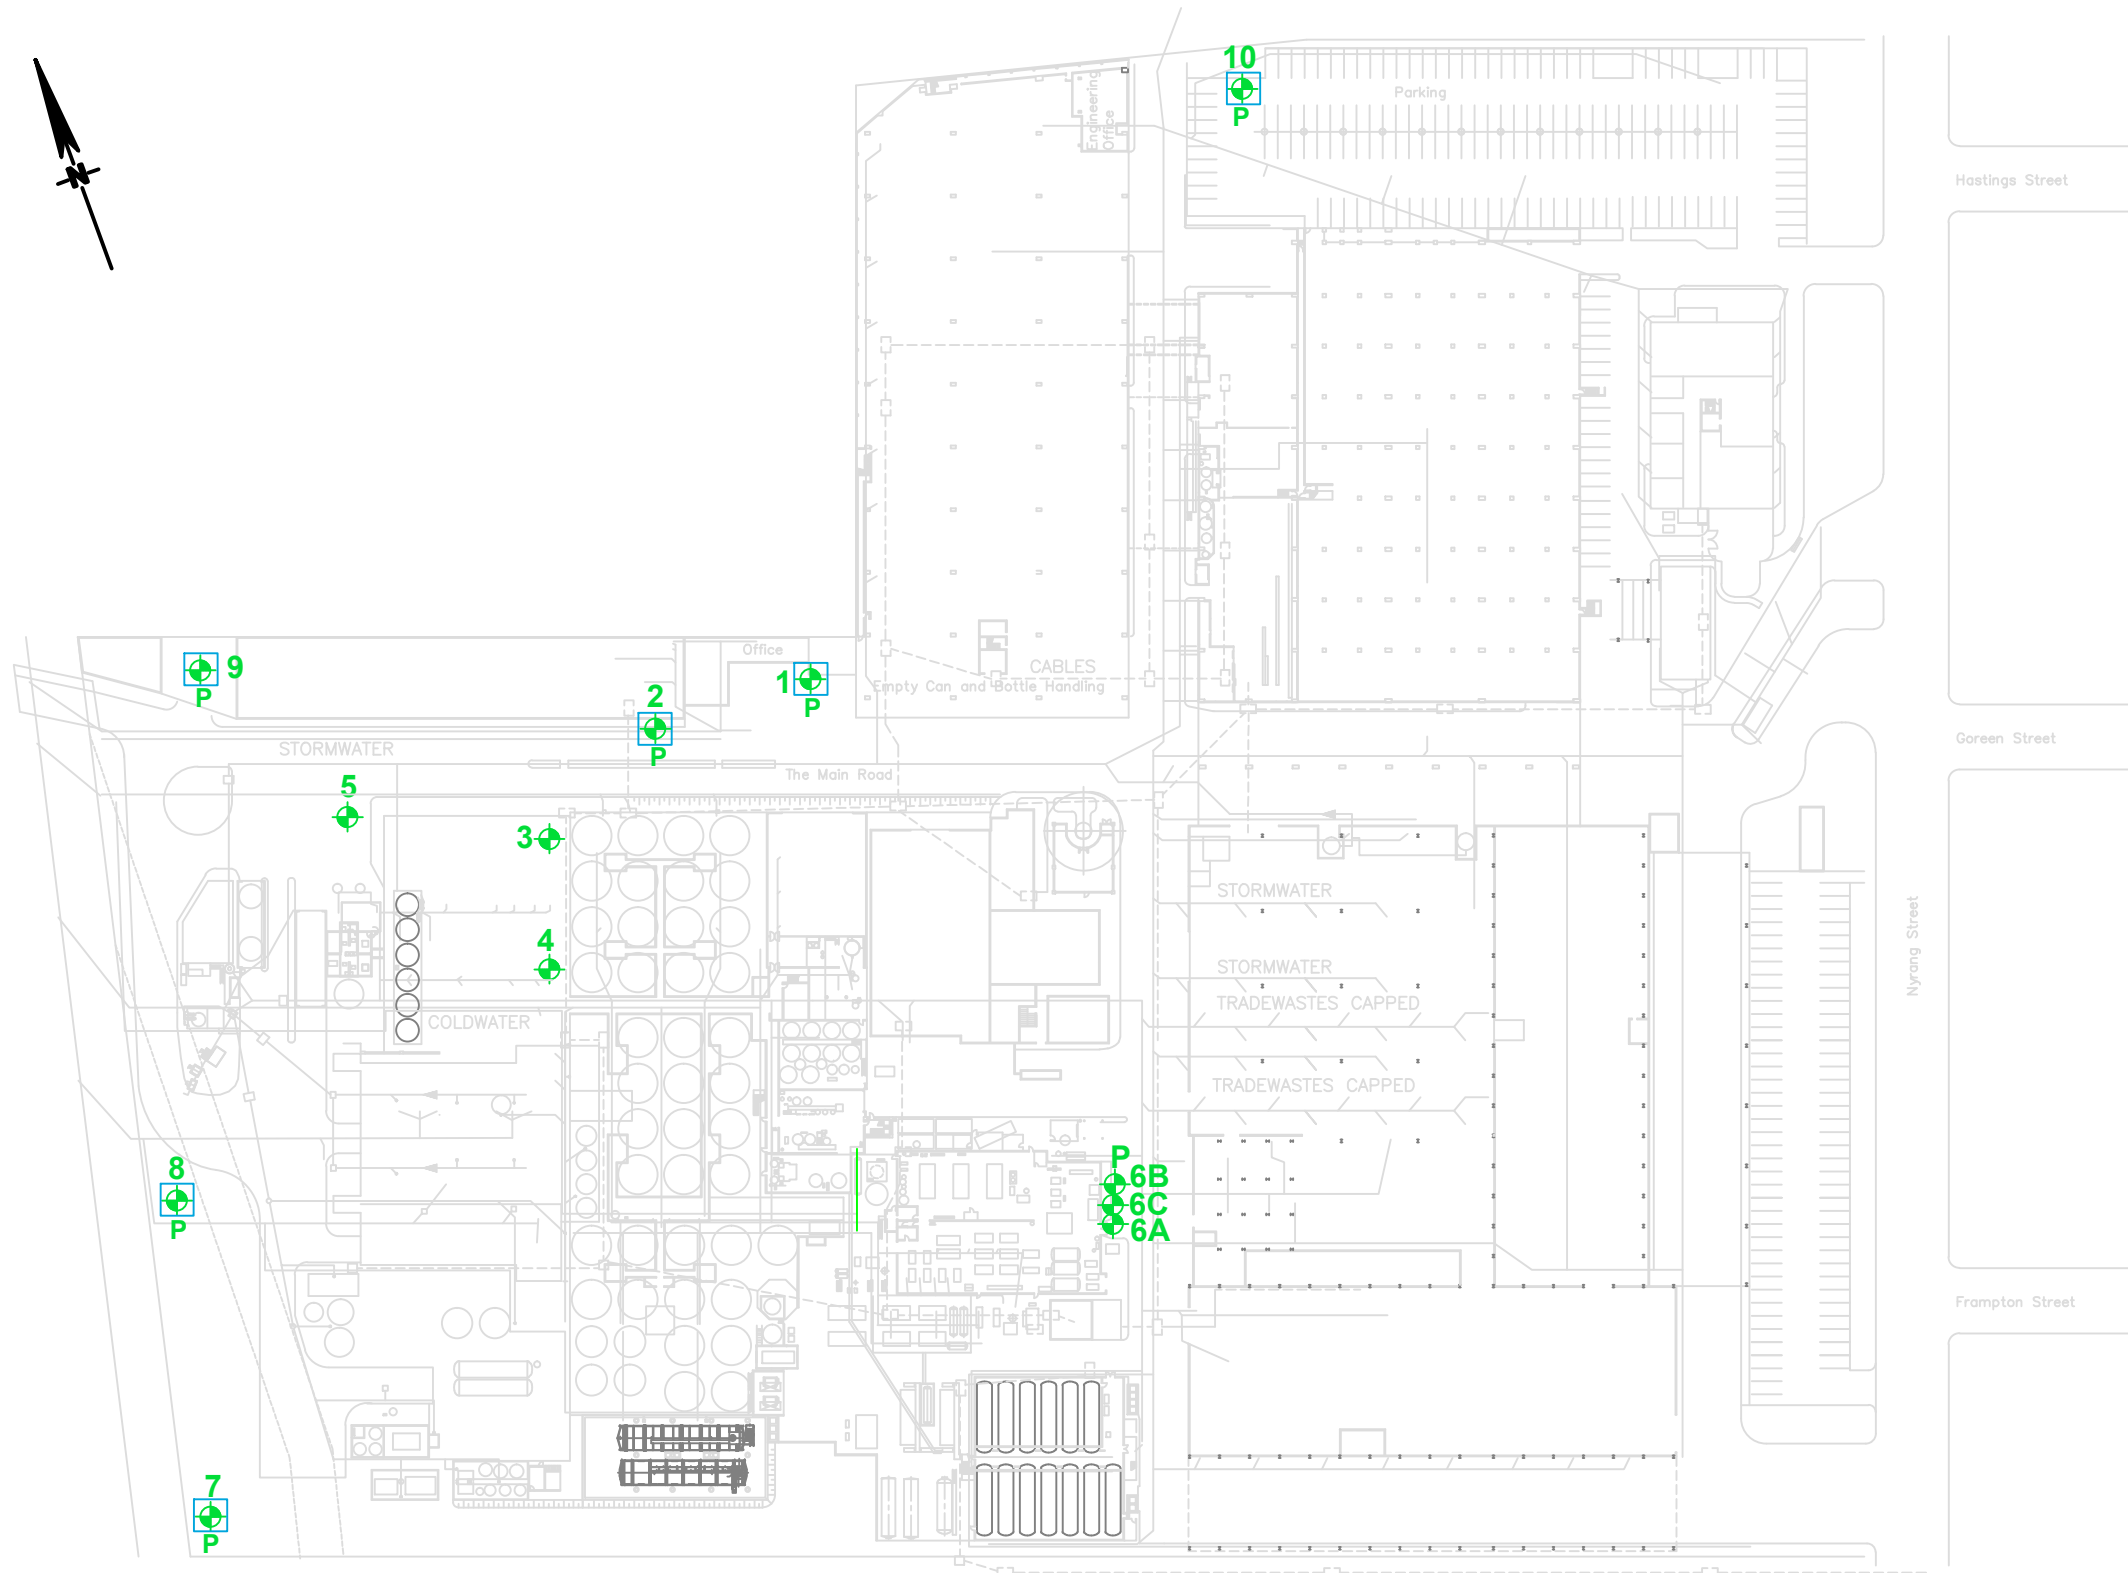 10
P
Parking
Engineering
Office
N
Hastings Street
9
P
Office
1
P
2
P
CABLES
Empty Can and Bottle Handling
STORMWATER
The Main Road
Goreen Street
5
3
4
STORMWATER
STORMWATER
TRADEWASTES CAPPED
COLDWATER
TRADEWASTES CAPPED
Nyrang Street
8
P
P
6B
6C
6A
Frampton Street
7
P